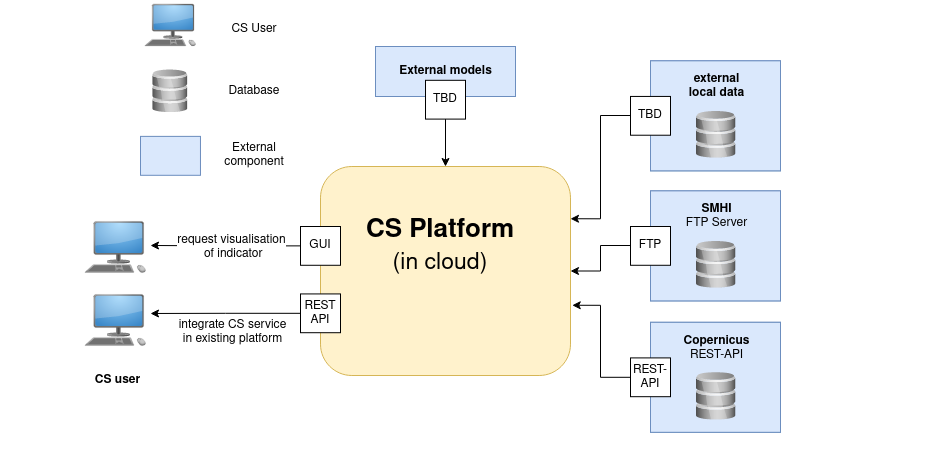 CS User
Database
External
component
External models
TBD
external
local data
TBD
SMHI
FTP Server
FTP
Copernicus
REST-API
REST-
API
CS Platform
(in cloud)
GUI
request visualisation
of indicator
REST
API
integrate CS service
in existing platform
CS user